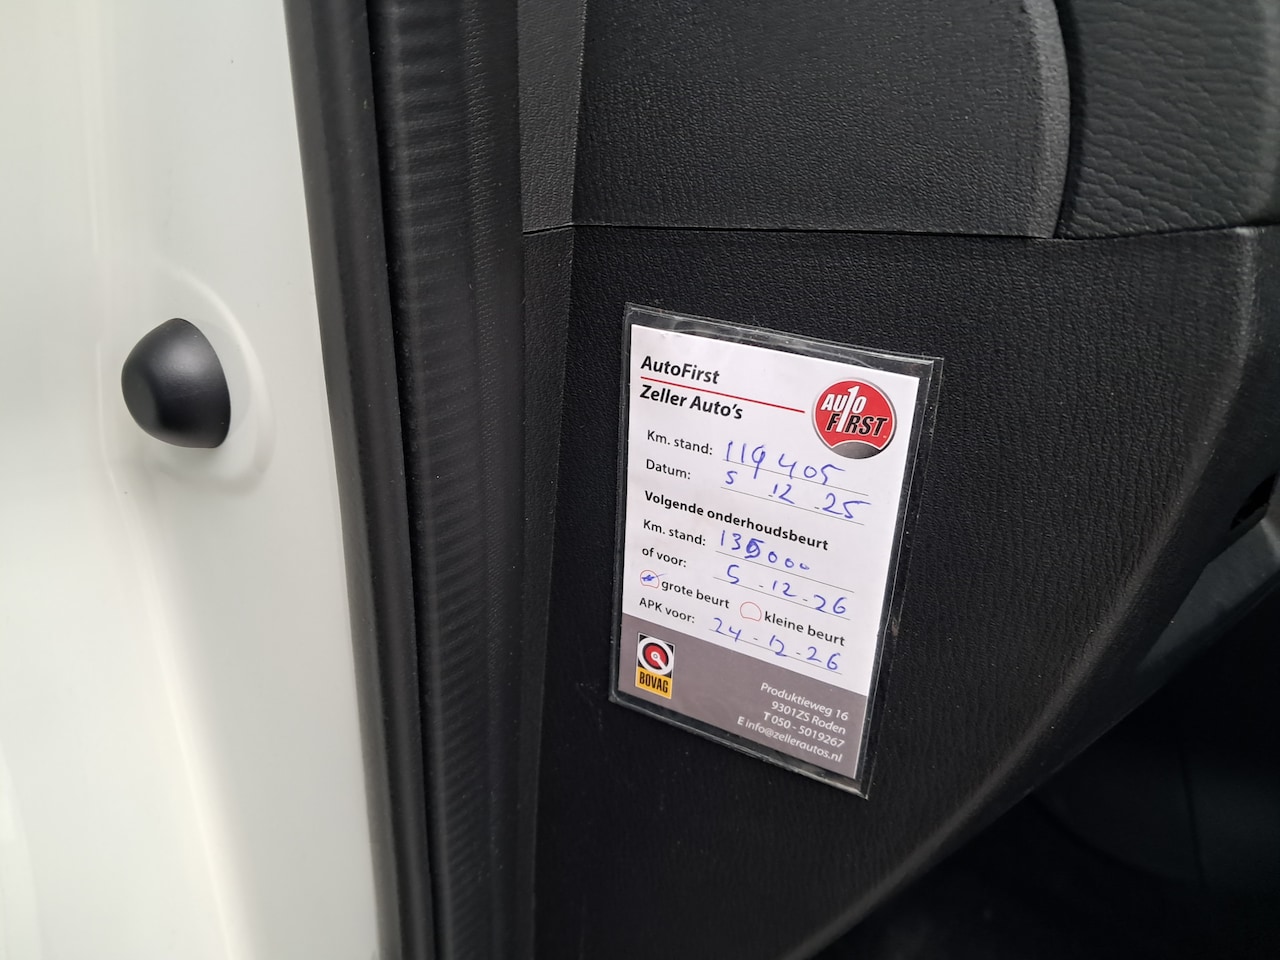 AutoFirst
Zeller Auto's
AUTO
FIRST
Km. stand: 119405
Datum: 5 12 .25
Volgende onderhoudsbeurt
Km. stand: 135000
of voor: 5 - 12 - 26
grote beurt kleine beurt
APK voor: 24 - 12 - 26
BOVAG
Produktieweg 16
9301ZS Roden
T 050 - 5019267
E info@zellerautos.nl